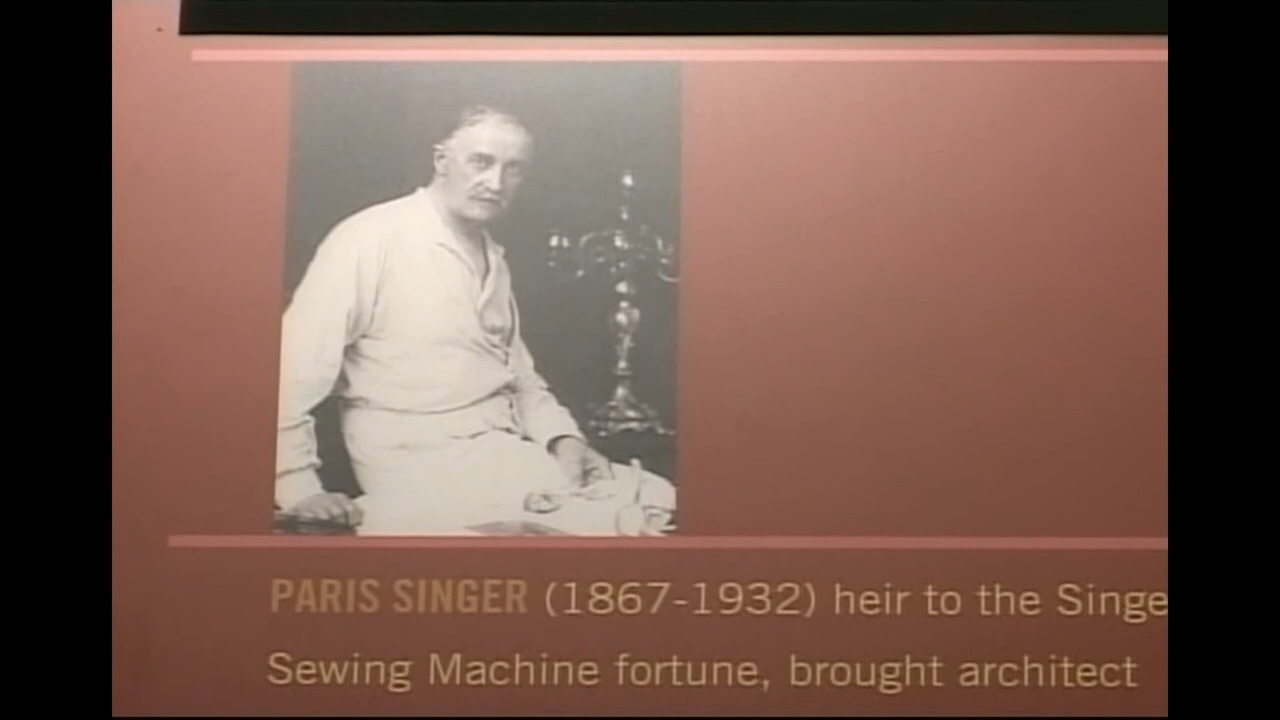 PARIS SINGER (1867-1932) heir to the Singe
Sewing Machine fortune, brought architect